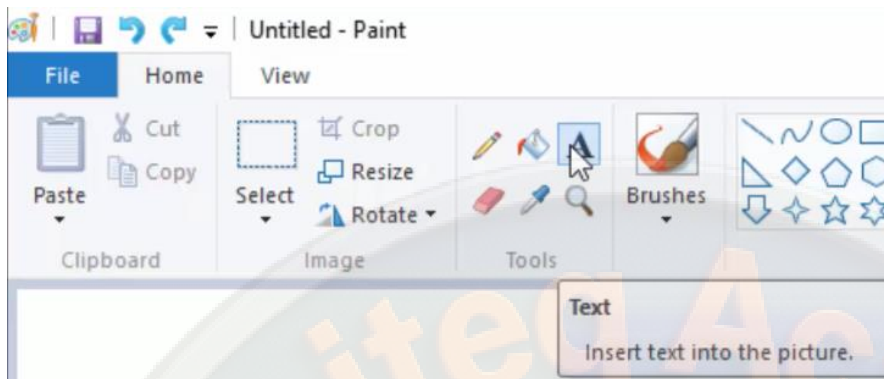 Untitled - Paint
File Home View
Cut
Copy
Paste
Clipboard
Select
Crop
Resize
Rotate
Image
A
Tools
Brushes
Text
Insert text into the picture.